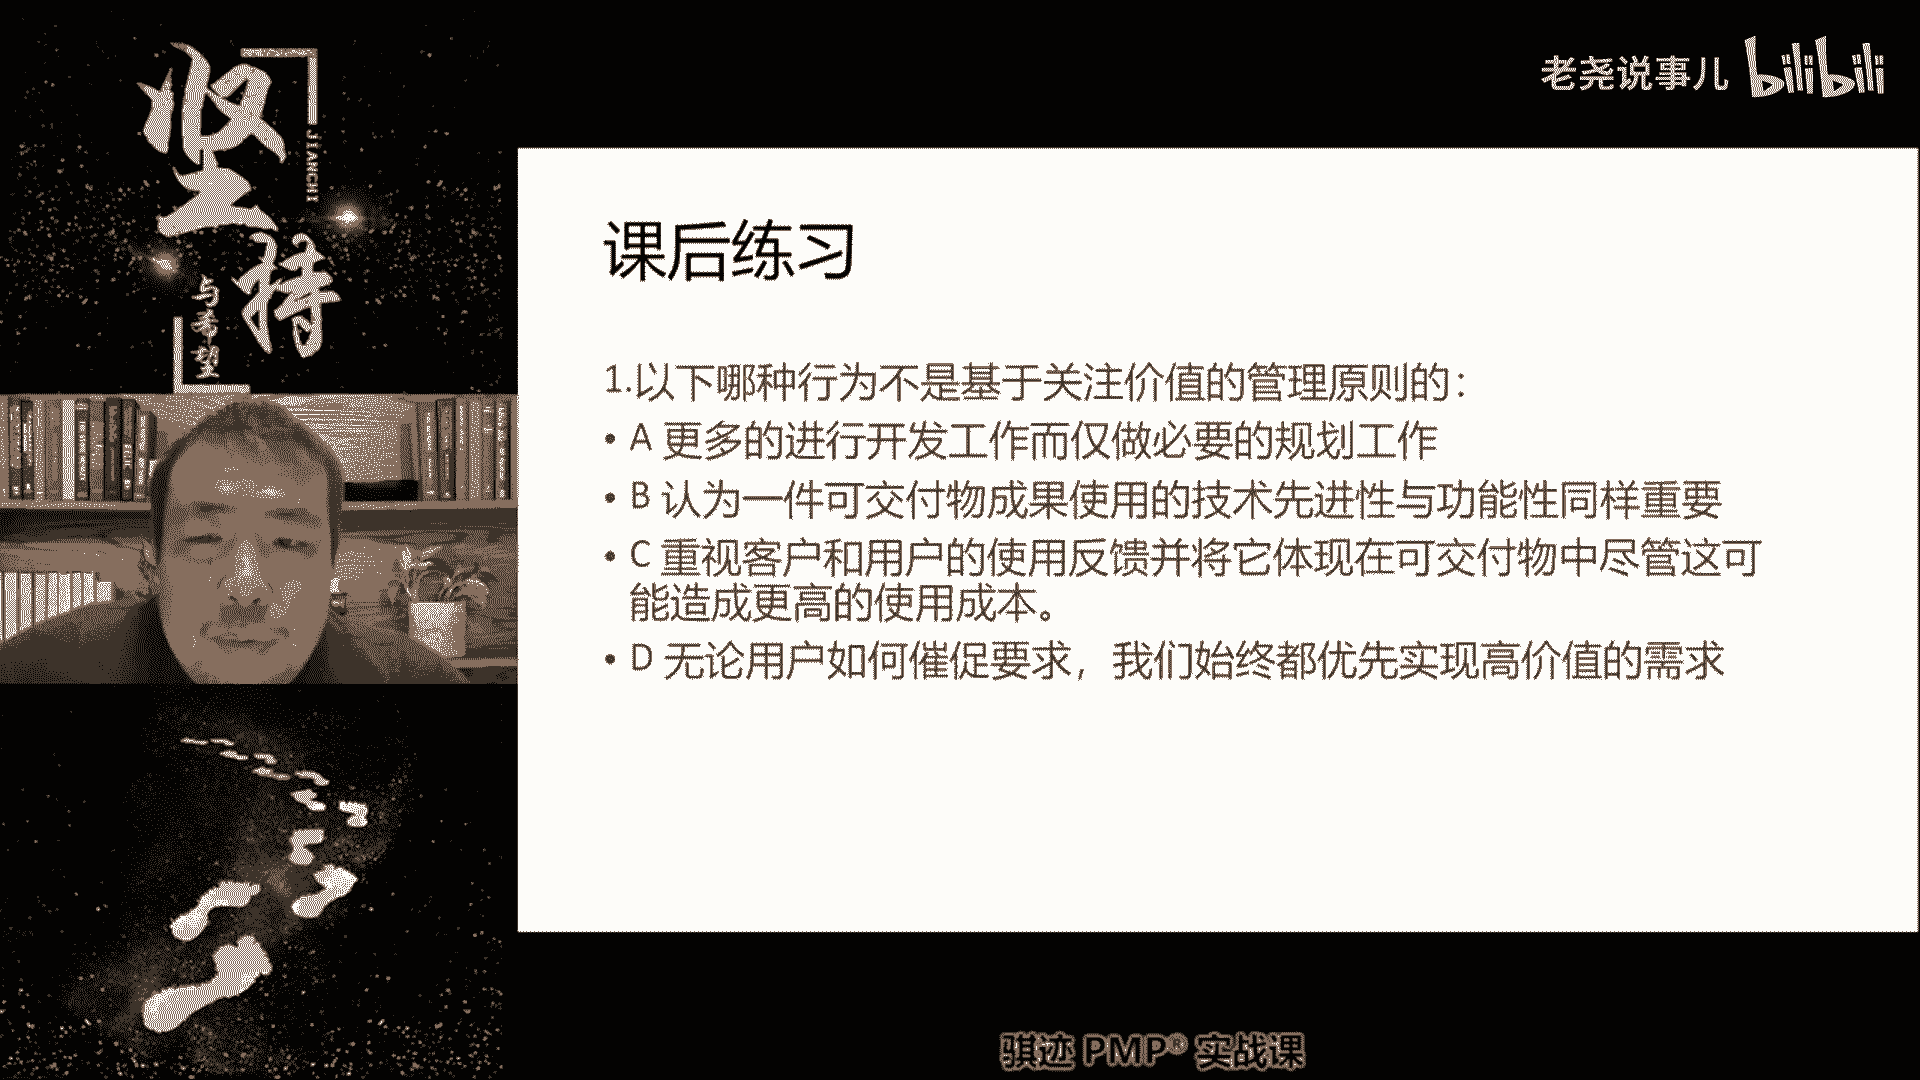 坚持
JIANCHI
与希望
老尧说事儿 bilibili
课后练习
1.以下哪种行为不是基于关注价值的管理原则的：
• A 更多的进行开发工作而仅做必要的规划工作
• B 认为一件可交付物成果使用的技术先进性与功能性同样重要
• C 重视客户和用户的使用反馈并将它体现在可交付物中尽管这可
能造成更高的使用成本。
• D 无论用户如何催促要求，我们始终都优先实现高价值的需求
骐迹 PMP® 实战课